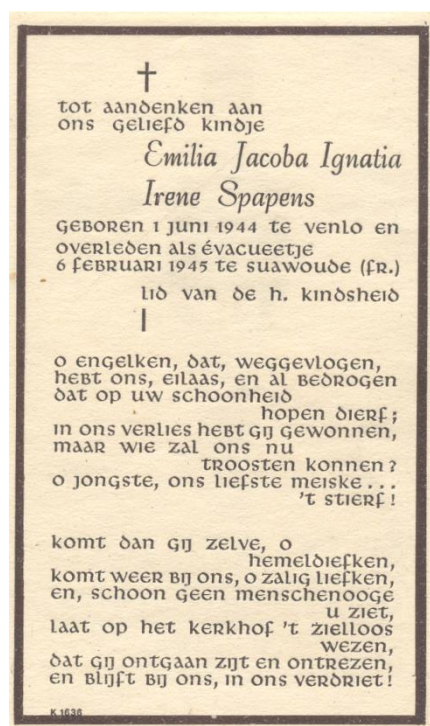 tot aandenken aan
ons geliefd kindje
Emilia Jacoba Ignatia
Irene Spapens
geboren 1 juni 1944 te venlo en
overleden als évacueetje
6 februari 1945 te suawoude (fr.)
lid van de h. kindsheid
o engelken, dat, weggevlogen,
hebt ons, eilaas, en al bedrogen
dat op uw schoonheid
hopen dierf;
in ons verlies hebt gij gewonnen,
maar wie zal ons nu
troosten konnen?
o jongste, ons liefste meiske...
't stierf!
komt dan gij zelve, o
hemeldiefken,
komt weer bij ons, o zalig liefken,
en, schoon geen menschenooge
u ziet,
laat op het kerkhof 't zielloos
wezen,
dat gij ontgaan zijt en ontrezen,
en blijft bij ons, in ons verdriet!
K 1636